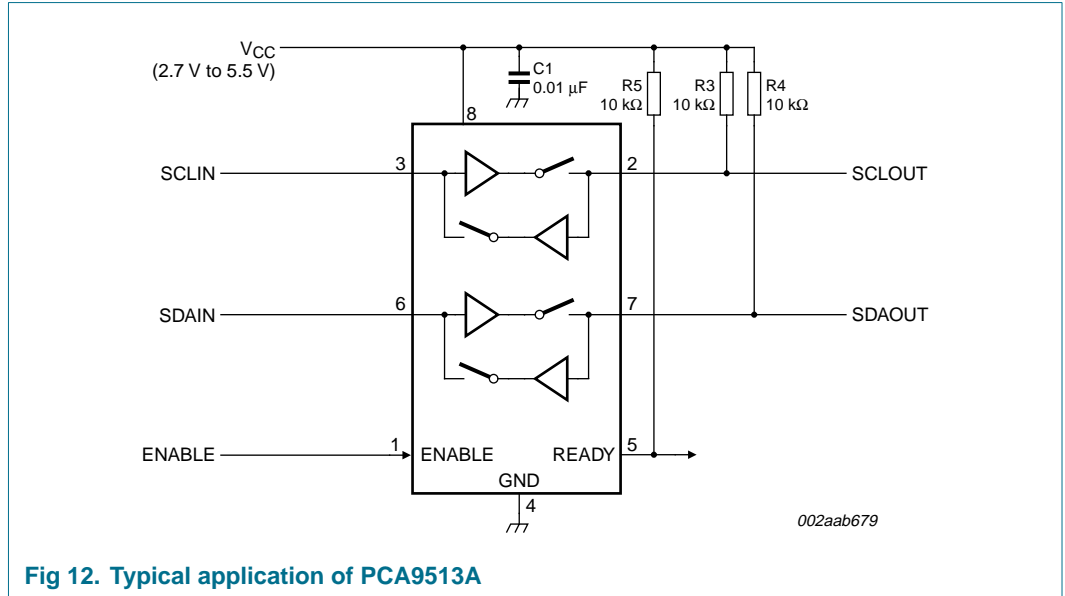 VCC
(2.7 V to 5.5 V)
C1
0.01 μF
R5
10 kΩ
R3
10 kΩ
R4
10 kΩ
8
SCLIN
3
2
SCLOUT
SDAIN
6
7
SDAOUT
ENABLE
1
ENABLE
READY
5
GND
4
002aab679
Fig 12. Typical application of PCA9513A